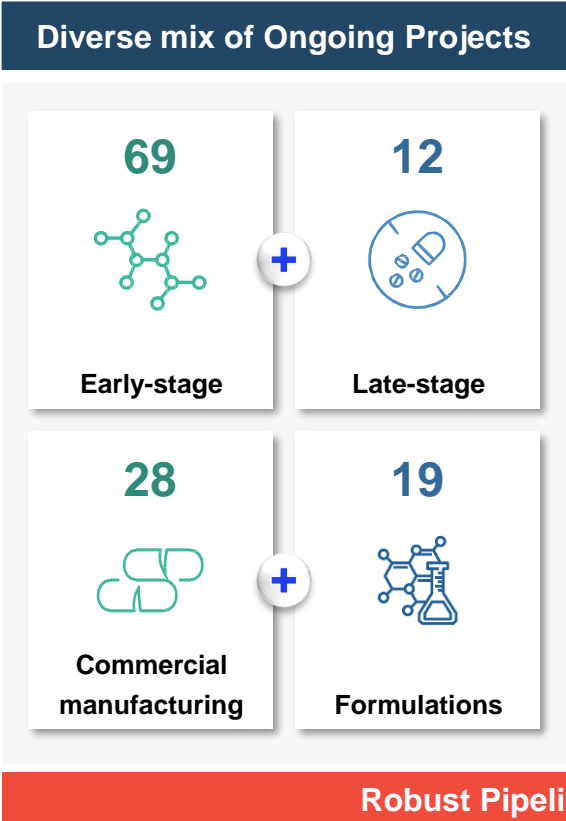 Diverse mix of Ongoing Projects
69
12
+
Early-stage
Late-stage
28
19
+
Commercial
manufacturing
Formulations
Robust Pipeli